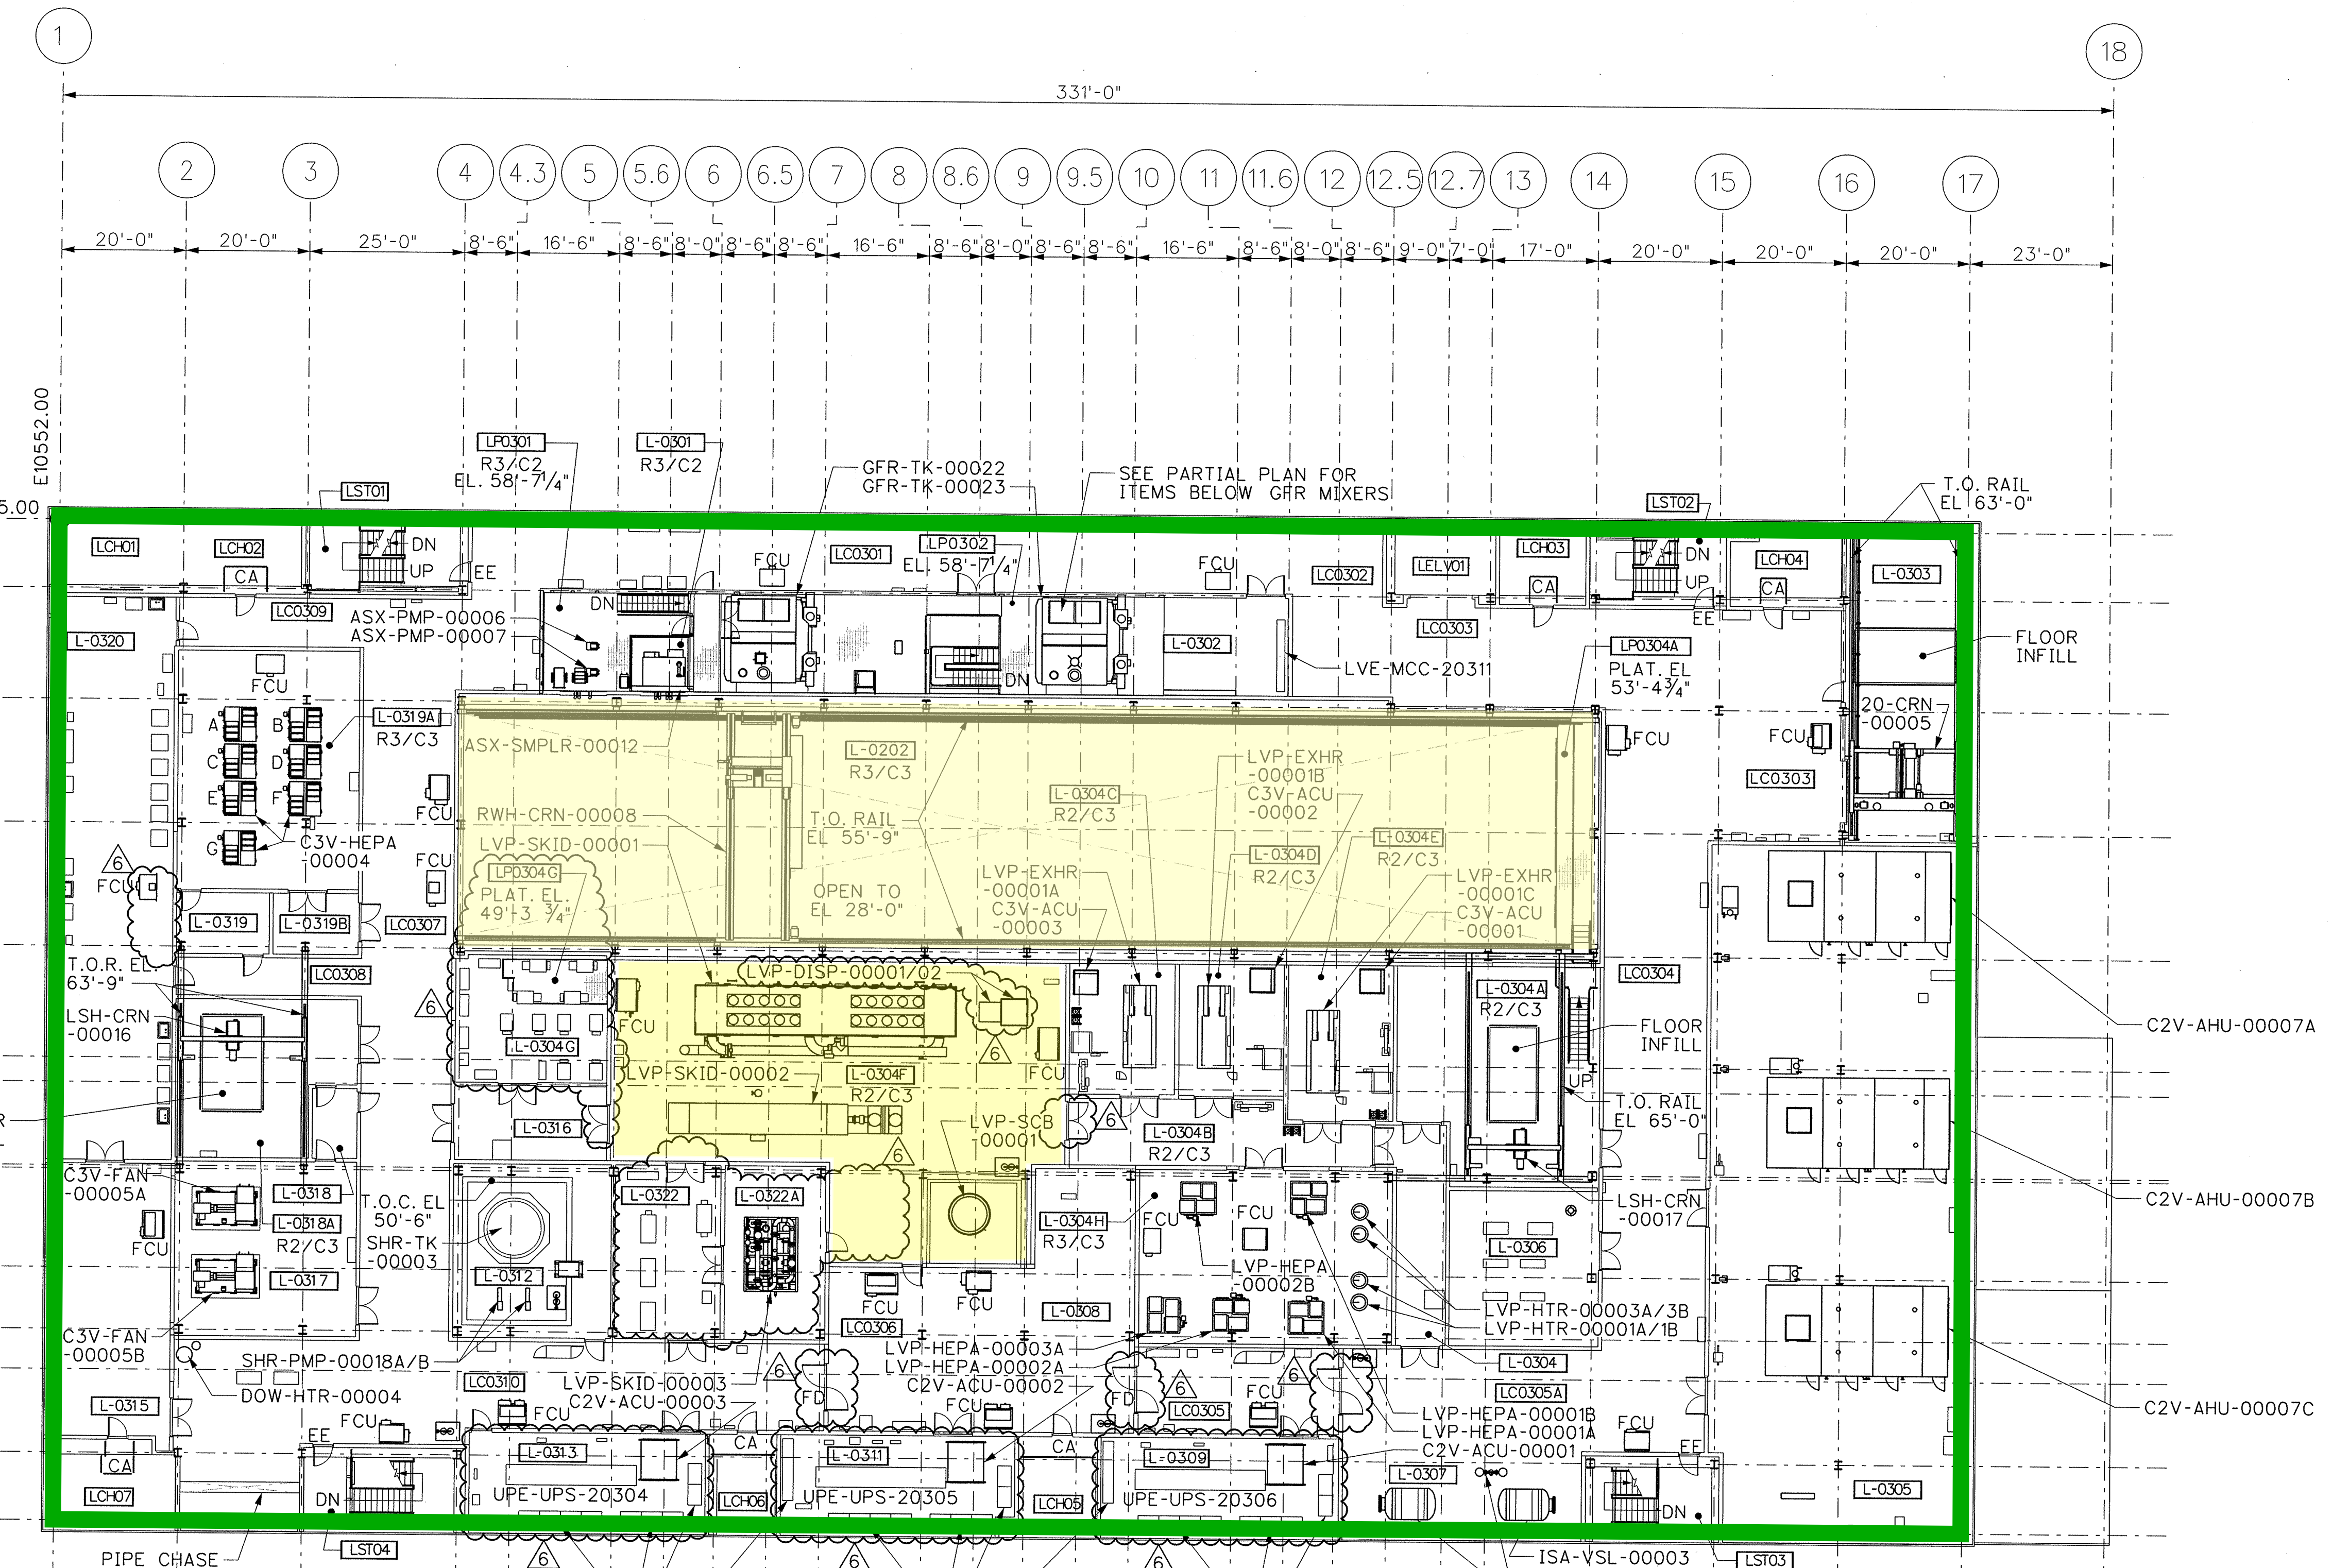 1
18
331'-0"
2
3
4
4.3
5
5.6
6
6.5
7
8
8.6
9
9.5
10
11
11.6
12
12.5
12.7
13
14
15
16
17
20'-0"
20'-0"
25'-0"
8'-6"
16'-6"
8'-6"
8'-0"
8'-6"
8'-6"
16'-6"
8'-6"
8'-0"
8'-6"
8'-6"
16'-6"
8'-6"
8'-0"
8'-6"
9'-0"
7'-0"
17'-0"
20'-0"
20'-0"
20'-0"
23'-0"
E10552.00
5.00
LP0301
R3/C2
EL. 58'-7 1/4"
L-0301
R3/C2
GFR-TK-00022
GFR-TK-00023
SEE PARTIAL PLAN FOR
ITEMS BELOW GFR MIXERS
T.O. RAIL
EL 63'-0"
LST01
LST02
LCH01
LCH02
CA
DN
UP
EE
FCU
LC0301
LP0302
EL. 58'-7 1/4"
FCU
LC0302
LELV01
LCH03
CA
DN
UP
EE
LCH04
CA
L-0303
LC0309
ASX-PMP-00006
ASX-PMP-00007
DN
DN
L-0302
LC0303
LVE-MCC-20311
LP0304A
PLAT. EL
53'-4 3/4"
FLOOR
INFILL
L-0320
FCU
L-0319A
R3/C3
A
B
C
D
E
F
G
C3V-HEPA
-00004
FCU
FCU
ASX-SMPLR-00012
L-0202
R3/C3
LVP-EXHR
-00001B
C3V-ACU
-00002
L-0304C
R2/C3
FCU
FCU
LC0303
20-CRN
-00005
RWH-CRN-00008
LVP-SKID-00001
T.O. RAIL
EL 55'-9"
L-0304E
R2/C3
L-0304D
R2/C3
6
FCU
LP0304G
PLAT. EL.
49'-3 3/4"
OPEN TO
EL 28'-0"
LVP-EXHR
-00001A
C3V-ACU
-00003
LVP-EXHR
-00001C
C3V-ACU
-00001
L-0319
L-0319B
LC0307
T.O.R. EL.
63'-9"
LC0308
LVP-DISP-00001/02
LC0304
LSH-CRN
-00016
6
L-0304G
FCU
6
FCU
L-0304A
R2/C3
FLOOR
INFILL
C2V-AHU-00007A
LVP-SKID-00002
L-0304F
R2/C3
UP
T.O. RAIL
EL 65'-0"
R
L-0316
LVP-SCB
-00001
6
6
L-0304B
R2/C3
C3V-FAN
-00005A
L-0318
L-0318A
R2/C3
T.O.C. EL
50'-6"
L-0322
L-0322A
L-0304H
R3/C3
FCU
FCU
LSH-CRN
-00017
C2V-AHU-00007B
FCU
SHR-TK
-00003
L-0306
L-0317
L-0312
LVP-HEPA
-00002B
FCU
FCU
L-0308
LC0306
LVP-HTR-00003A/3B
LVP-HTR-00001A/1B
C3V-FAN
-00005B
SHR-PMP-00018A/B
LVP-HEPA-00003A
LVP-HEPA-00002A
C2V-ACU-00002
L-0304
DOW-HTR-00004
LC0310
LVP-SKID-00003
C2V-ACU-00003
6
FD
FD
6
6
LC0305A
L-0315
FCU
FCU
FCU
FCU
LC0305
LVP-HEPA-00001B
LVP-HEPA-00001A
C2V-ACU-00001
FCU
C2V-AHU-00007C
EE
CA
CA
EE
CA
L-0313
L-0311
L-0309
L-0307
LCH07
DN
UPE-UPS-20304
LCH06
UPE-UPS-20305
LCH05
UPE-UPS-20306
DN
L-0305
PIPE CHASE
LST04
6
6
6
ISA-VSL-00003
LST03